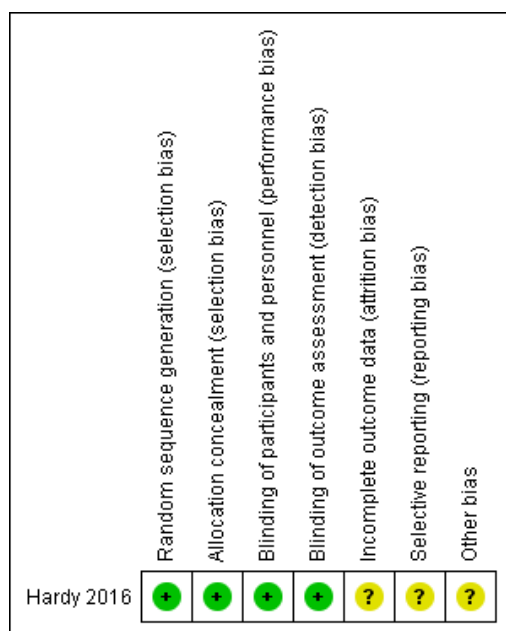 Random sequence generation (selection bias)
Allocation concealment (selection bias)
Blinding of participants and personnel (performance bias)
Blinding of outcome assessment (detection bias)
Incomplete outcome data (attrition bias)
Selective reporting (reporting bias)
Other bias
Hardy 2016 + + + + ? ? ?